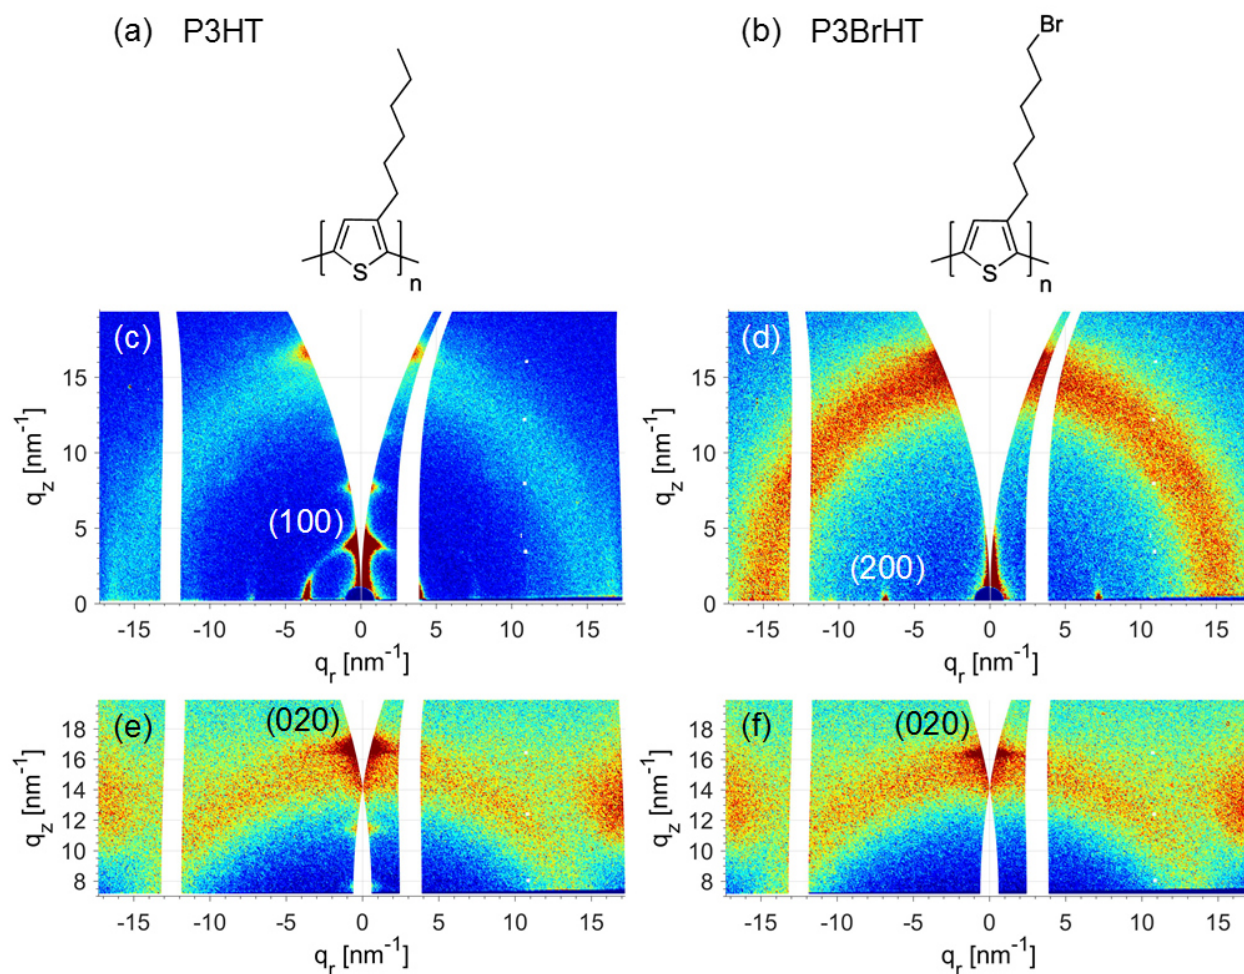 (a) P3HT
(b) P3BrHT
Br
S
n
S
n
(c)
(100)
15
10
5
0
q_z [nm^-1]
-15 -10 -5 0 5 10 15
q_r [nm^-1]
(d)
(200)
15
10
5
0
q_z [nm^-1]
-15 -10 -5 0 5 10 15
q_r [nm^-1]
(e)
(020)
18
16
14
12
10
8
q_z [nm^-1]
-15 -10 -5 0 5 10 15
q_r [nm^-1]
(f)
(020)
18
16
14
12
10
8
q_z [nm^-1]
-15 -10 -5 0 5 10 15
q_r [nm^-1]